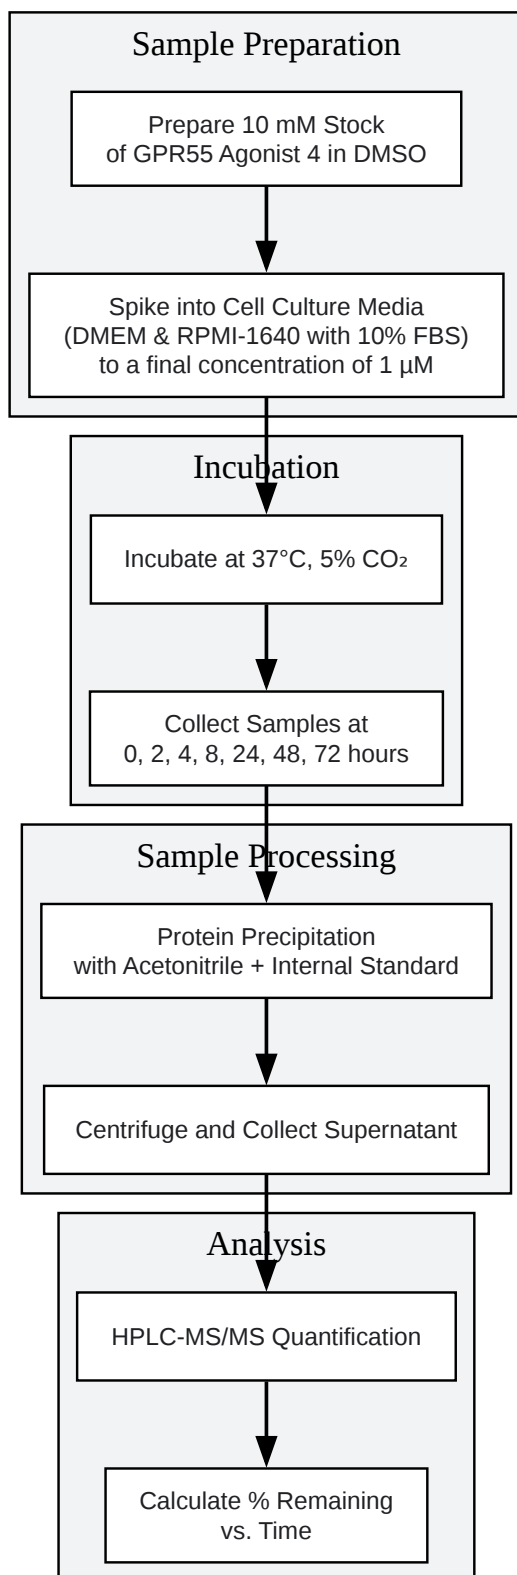 Sample Preparation
Prepare 10 mM Stock
of GPR55 Agonist 4 in DMSO
Spike into Cell Culture Media
(DMEM & RPMI-1640 with 10% FBS)
to a final concentration of 1 µM
Incubation
Incubate at 37°C, 5% CO₂
Collect Samples at
0, 2, 4, 8, 24, 48, 72 hours
Sample Processing
Protein Precipitation
with Acetonitrile + Internal Standard
Centrifuge and Collect Supernatant
Analysis
HPLC-MS/MS Quantification
Calculate % Remaining
vs. Time